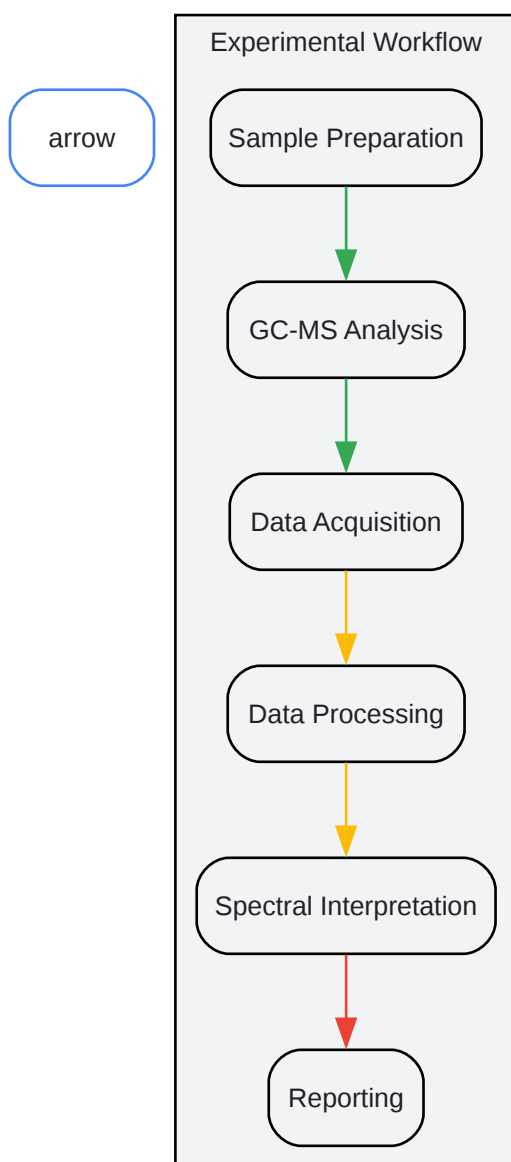 Experimental Workflow
arrow
Sample Preparation
GC-MS Analysis
Data Acquisition
Data Processing
Spectral Interpretation
Reporting